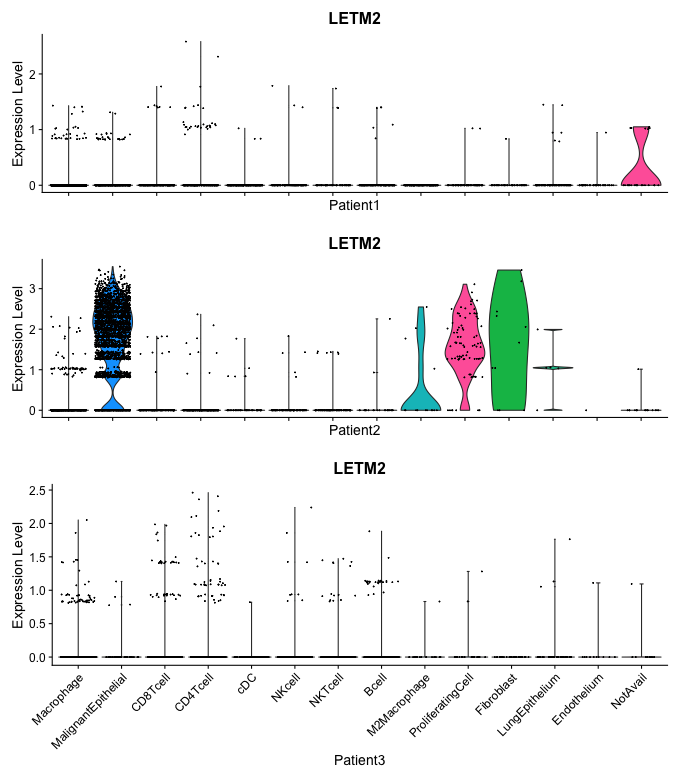 LETM2
Expression Level
2
1
0
Patient1
LETM2
Expression Level
3
2
1
0
Patient2
LETM2
Expression Level
2.5
2.0
1.5
1.0
0.5
0.0
Macrophage
MalignantEpithelial
CD8Tcell
CD4Tcell
cDC
NKcell
NKTcell
Bcell
M2Macrophage
ProliferatingCell
Fibroblast
LungEpithelium
Endothelium
NotAvail
Patient3